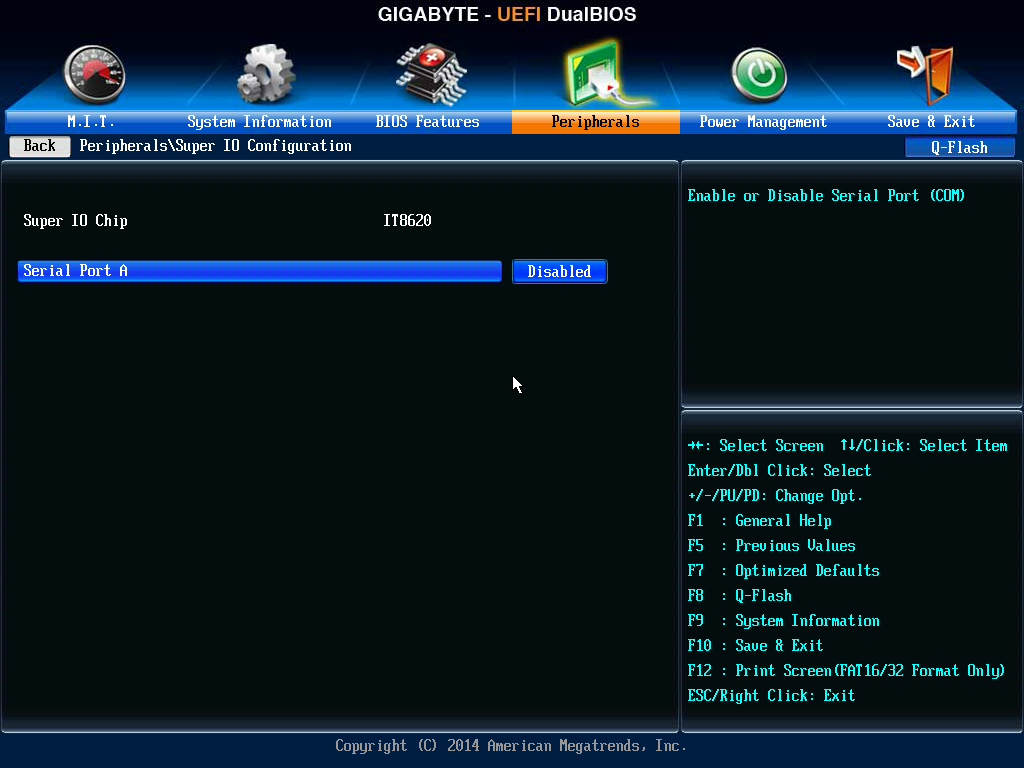 GIGABYTE - UEFI DualBIOS
M.I.T. System Information BIOS Features Peripherals Power Management Save & Exit
Back Peripherals\Super IO Configuration Q-Flash
Enable or Disable Serial Port (COM)
Super IO Chip IT8620
Serial Port A Disabled
→←: Select Screen ↑↓/Click: Select Item
Enter/Dbl Click: Select
+/-/PU/PD: Change Opt.
F1 : General Help
F5 : Previous Values
F7 : Optimized Defaults
F8 : Q-Flash
F9 : System Information
F10 : Save & Exit
F12 : Print Screen(FAT16/32 Format Only)
ESC/Right Click: Exit
Copyright (C) 2014 American Megatrends, Inc.